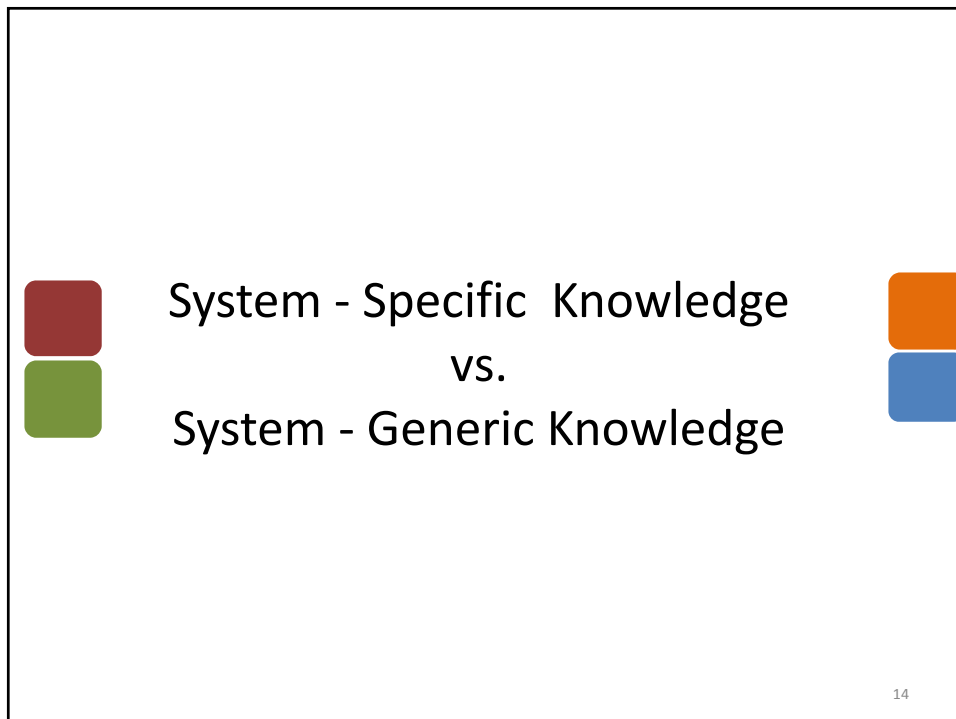 System - Specific  Knowledge
vs.
System - Generic Knowledge
14